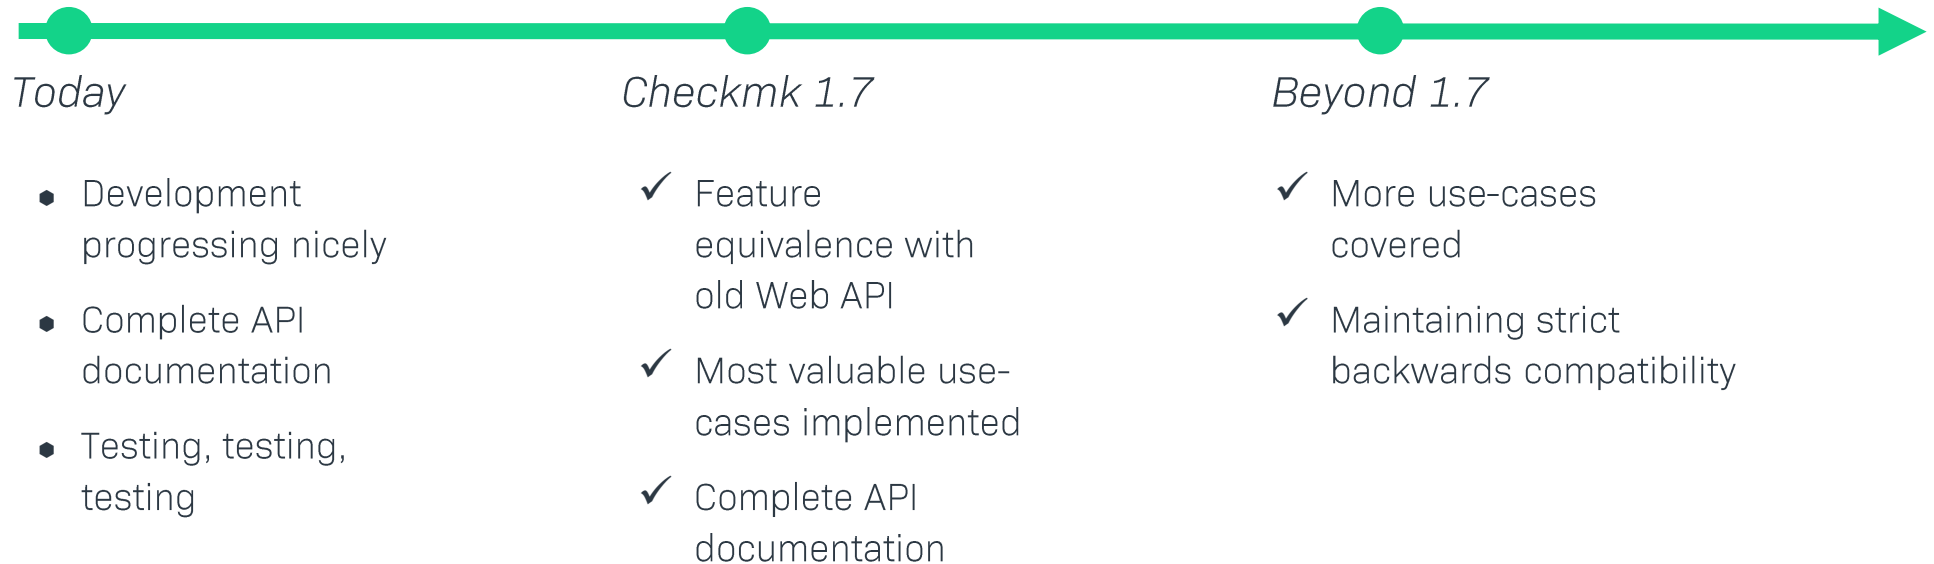 Today
Development
progressing nicely
Complete API
documentation
Testing, testing,
testing
Checkmk 1.7
Feature
equivalence with
old Web API
Most valuable use-
cases implemented
Complete API
documentation
Beyond 1.7
More use-cases
covered
Maintaining strict
backwards compatibility